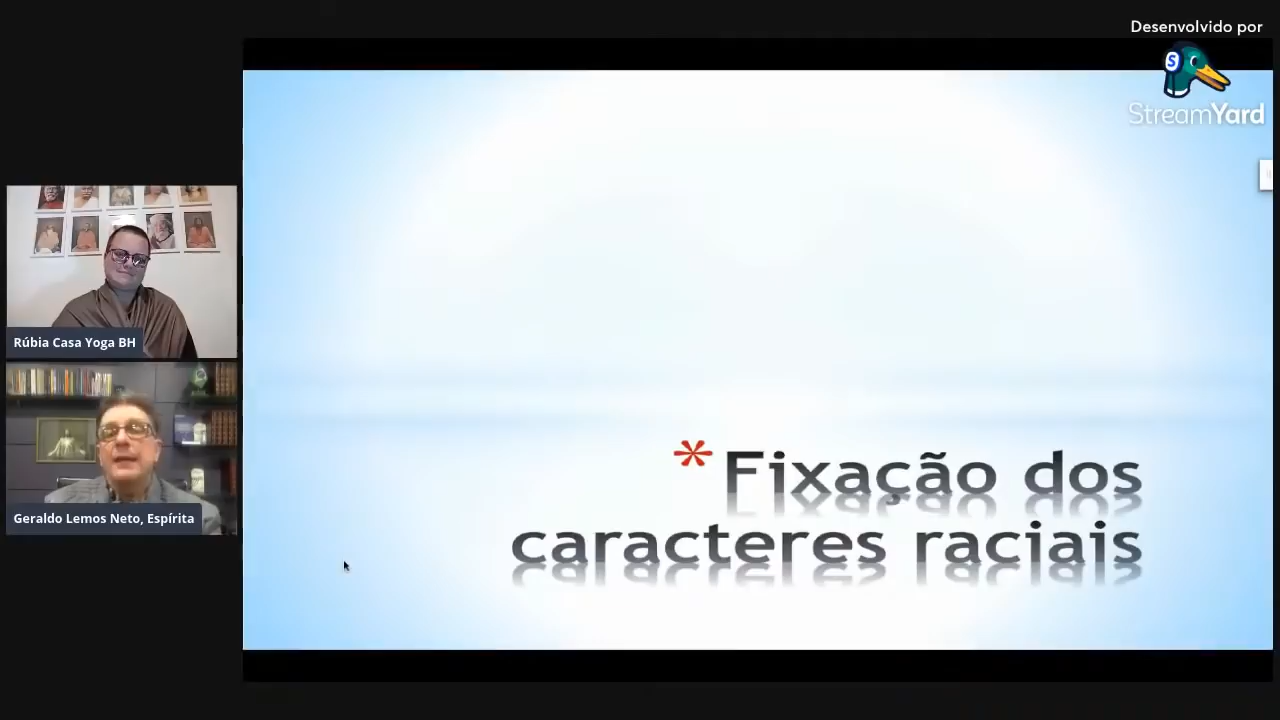 Desenvolvido por
StreamYard
Rúbia Casa Yoga BH
Geraldo Lemos Neto, Espírita
* Fixação dos
caracteres raciais